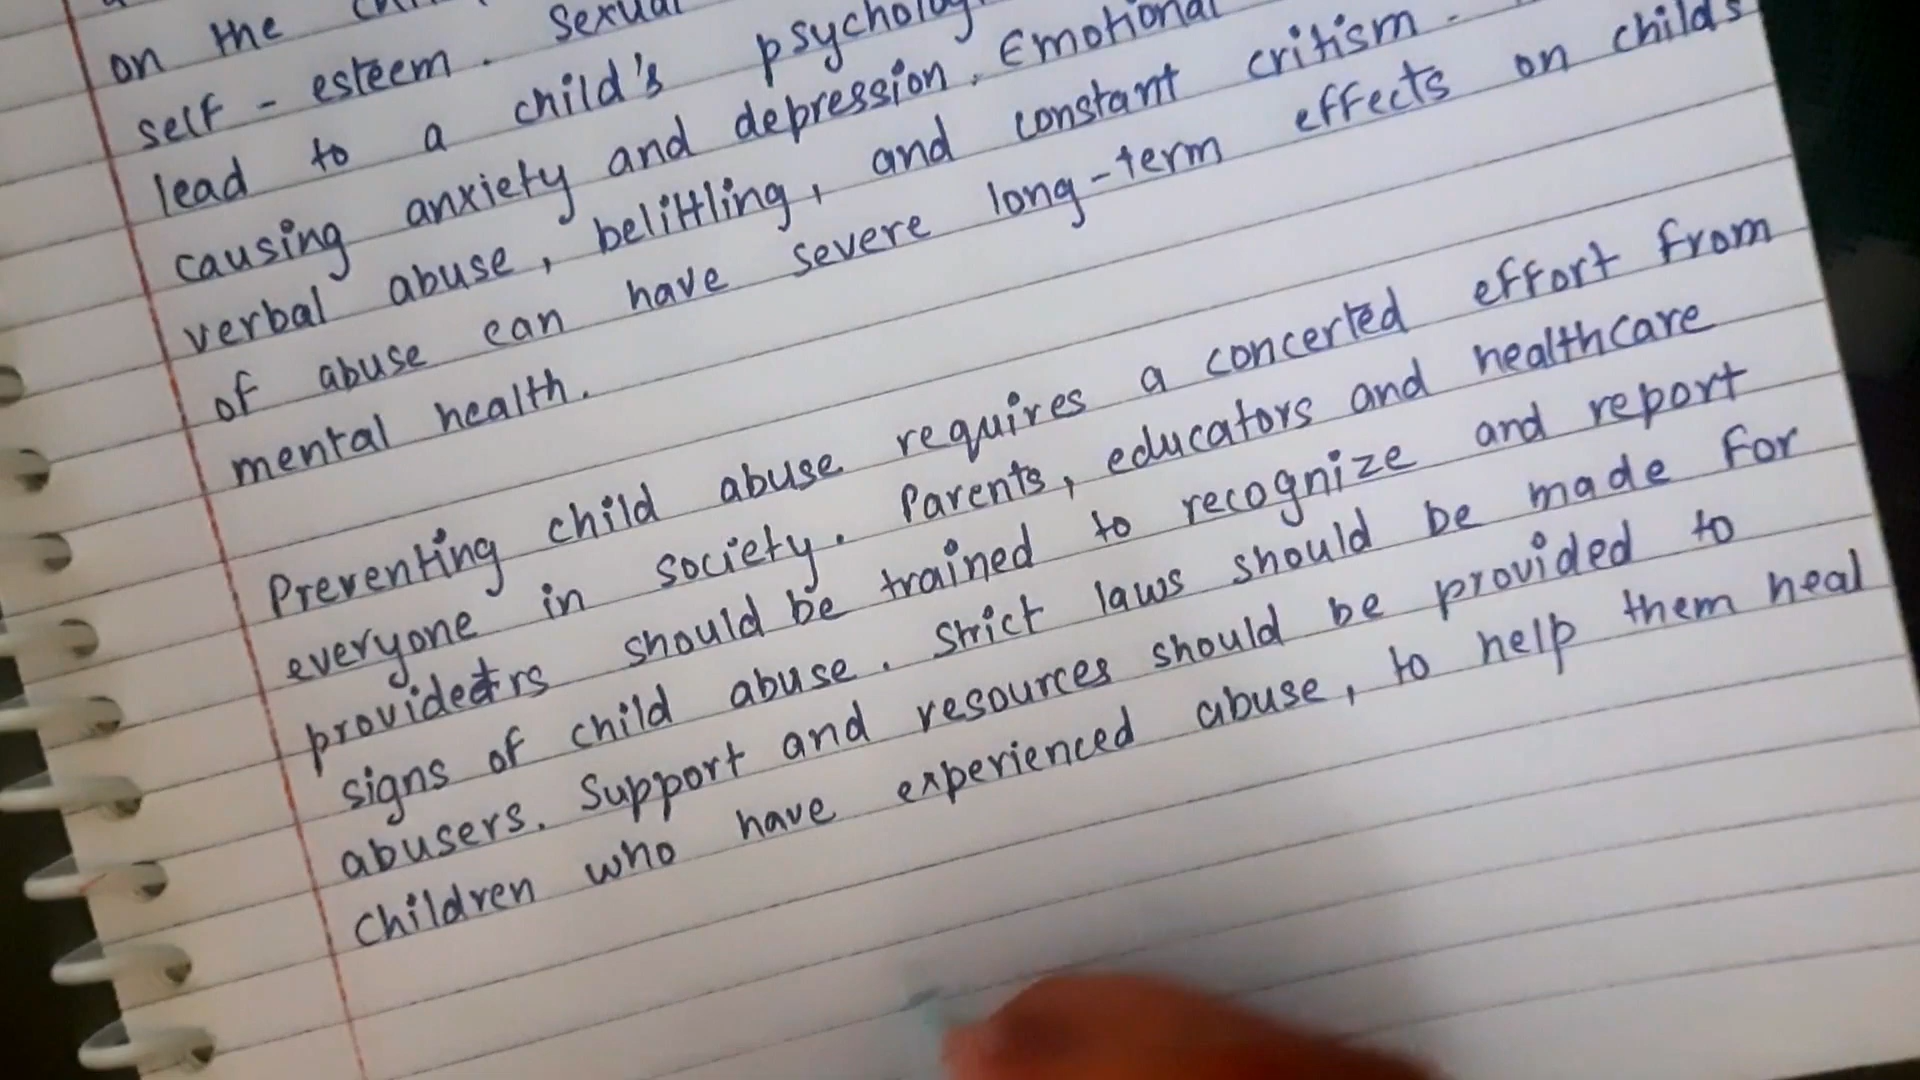 on the
self - esteem. Sexual
lead to a child's
causing anxiety and depression. Emotional
verbal abuse, belittling, and constant critism.
of abuse can have severe long-term effects on child's
mental health.
Preventing child abuse requires a concerted effort from
everyone in society. Parents, educators and healthcare
providers should be trained to recognize and report
signs of child abuse. Strict laws should be made for
abusers. Support and resources should be provided to
children who have experienced abuse, to help them heal